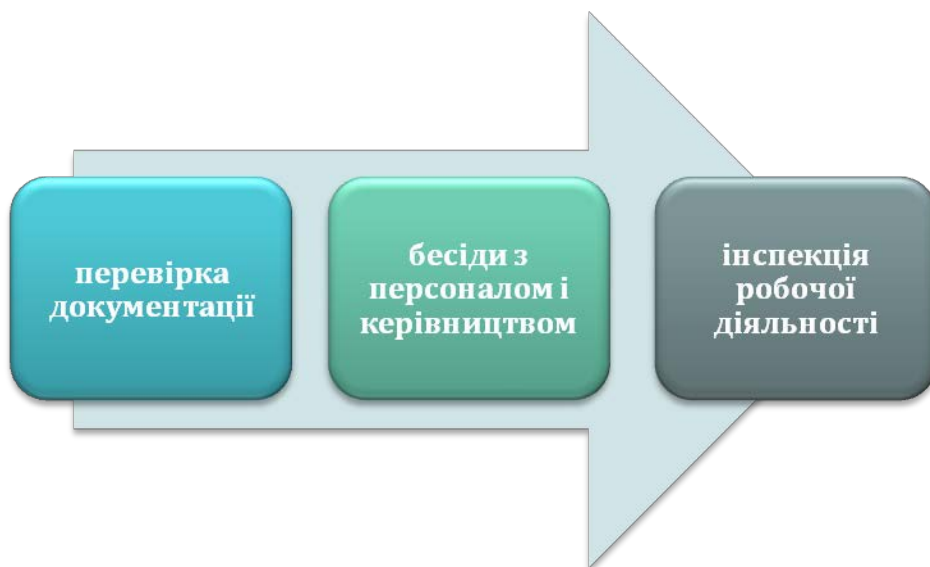 перевірка
документації
бесіди з
персоналом і
керівництвом
інспекція
робочої
діяльності